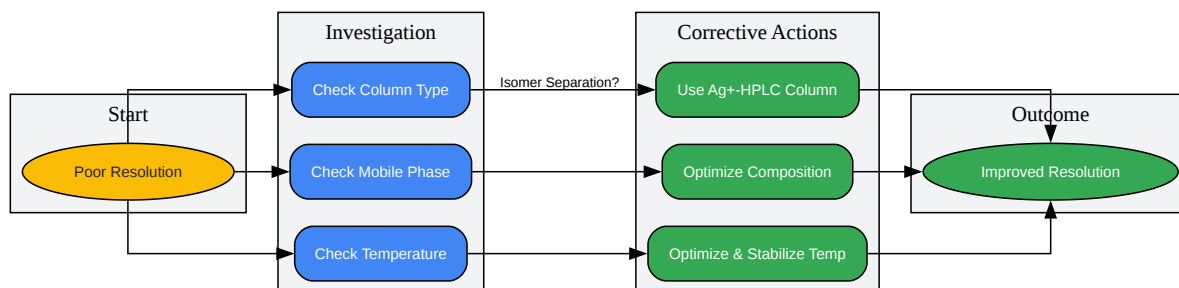 Start
Poor Resolution
Investigation
Check Column Type
Check Mobile Phase
Check Temperature
Isomer Separation?
Corrective Actions
Use Ag+-HPLC Column
Optimize Composition
Optimize & Stabilize Temp
Outcome
Improved Resolution